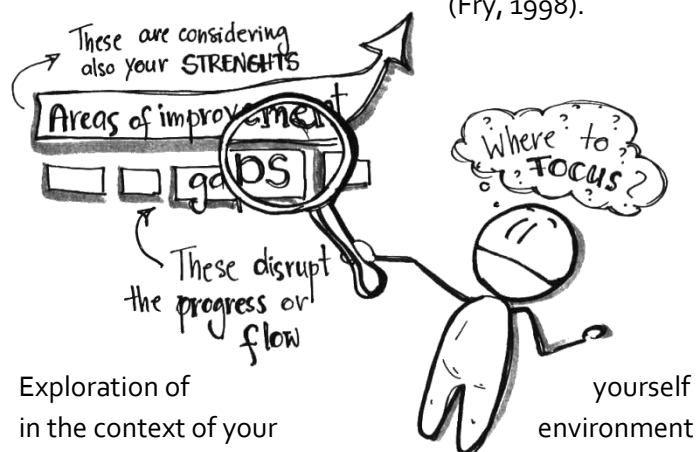 (Fry, 1998).
These are considering
also your STRENGHTS
Areas of improvement
gaps
Where to
FOCUS?
These disrupt
the progress or
flow
Exploration of yourself
in the context of your environment